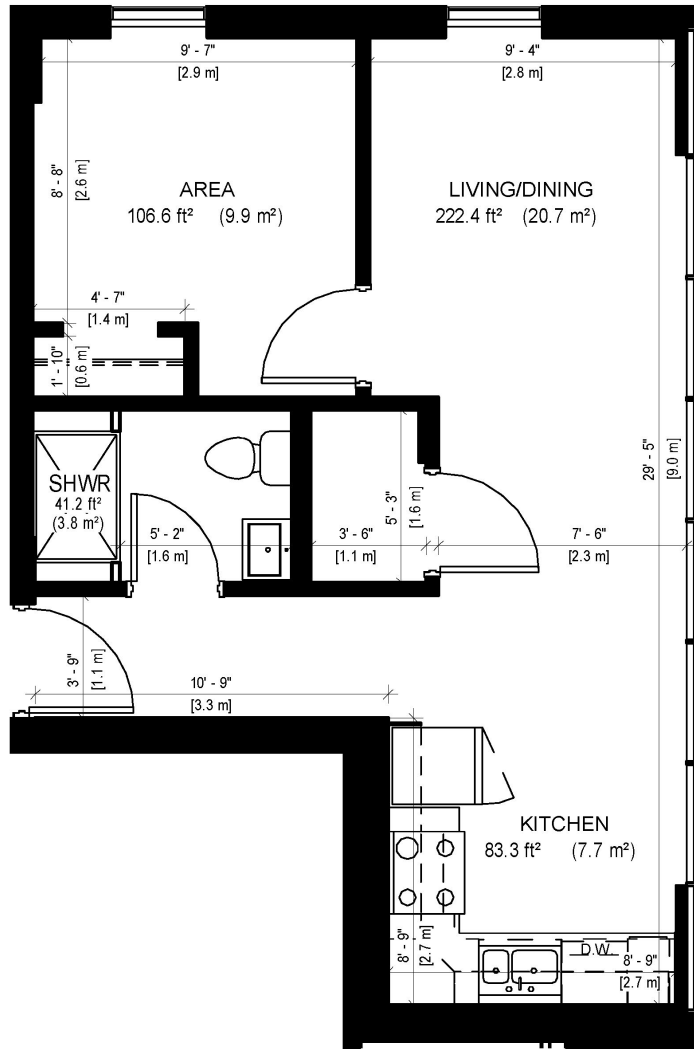 9' - 7"
[2.9 m]
9' - 4"
[2.8 m]
8' - 8"
[2.6 m]
AREA
106.6 ft² (9.9 m²)
LIVING/DINING
222.4 ft² (20.7 m²)
4' - 7"
[1.4 m]
1' - 10"
[0.6 m]
SHWR
41.2 ft²
(3.8 m²)
5' - 2"
[1.6 m]
3' - 6"
[1.1 m]
5' - 3"
[1.6 m]
29' - 5"
[9.0 m]
7' - 6"
[2.3 m]
3' - 9"
[1.1 m]
10' - 9"
[3.3 m]
KITCHEN
83.3 ft² (7.7 m²)
8' - 9"
[2.7 m]
D.W.
8' - 9"
[2.7 m]